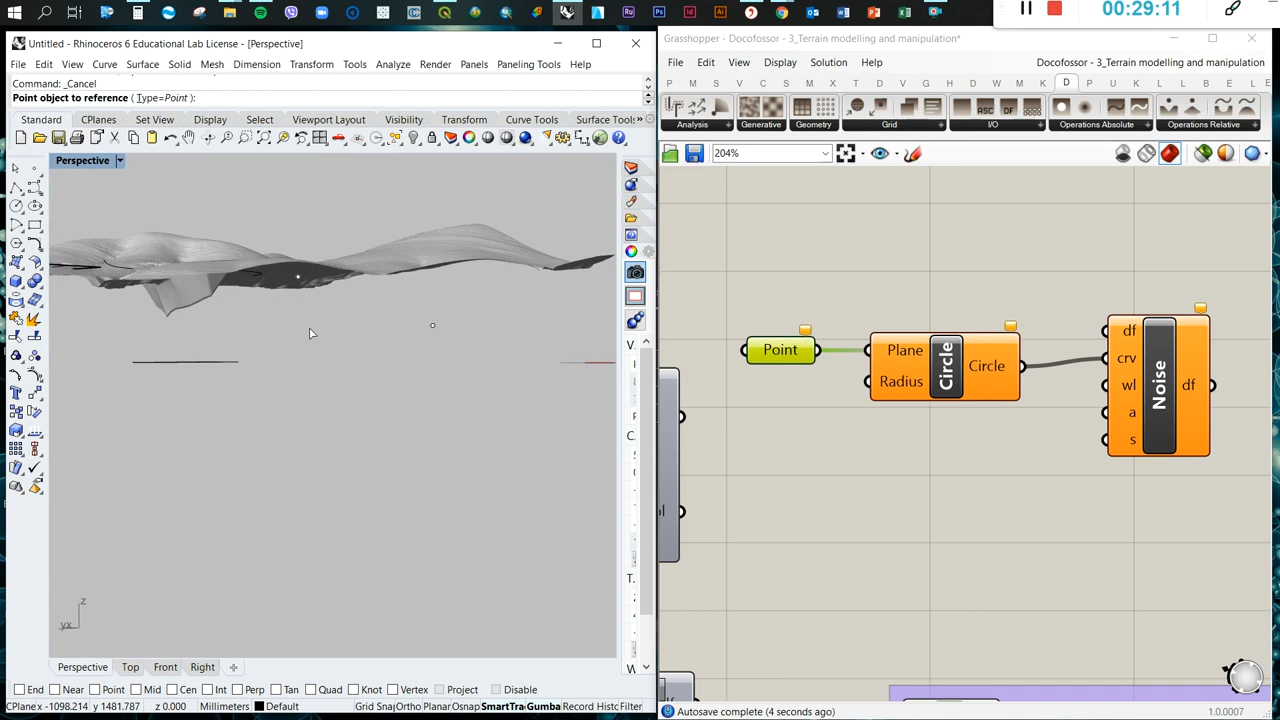 00:29:11
Untitled - Rhinoceros 6 Educational Lab License - [Perspective]
File Edit View Curve Surface Solid Mesh Dimension Transform Tools Analyze Render Panels Paneling Tools Help
Command: _Cancel
Point object to reference ( Type=Point ):
Standard CPlanes Set View Display Select Viewport Layout Visibility Transform Curve Tools Surface Tools »
Perspective
V.
C.
T.
W
z
yx
Perspective Top Front Right
End Near Point Mid Cen Int Perp Tan Quad Knot Vertex Project Disable
CPlane x -1098.214 y 1481.787 z 0.000 Millimeters Default Grid Snap Ortho Planar Osnap SmartTrack Gumball Record History Filter
Grasshopper - Docofossor - 3_Terrain modelling and manipulation*
File Edit View Display Solution Help Docofossor - 3_Terrain modelling and manipulation
P M S V C S I M T D A K M L U D
Analysis Generative Geometry Grid I/O Operations Absolute Operations Relative
ASC DF
204%
Point
Plane
Radius
Circle
Circle
df
crv
wl
a
s
Noise
df
Autosave complete (4 seconds ago) 1.0.0007